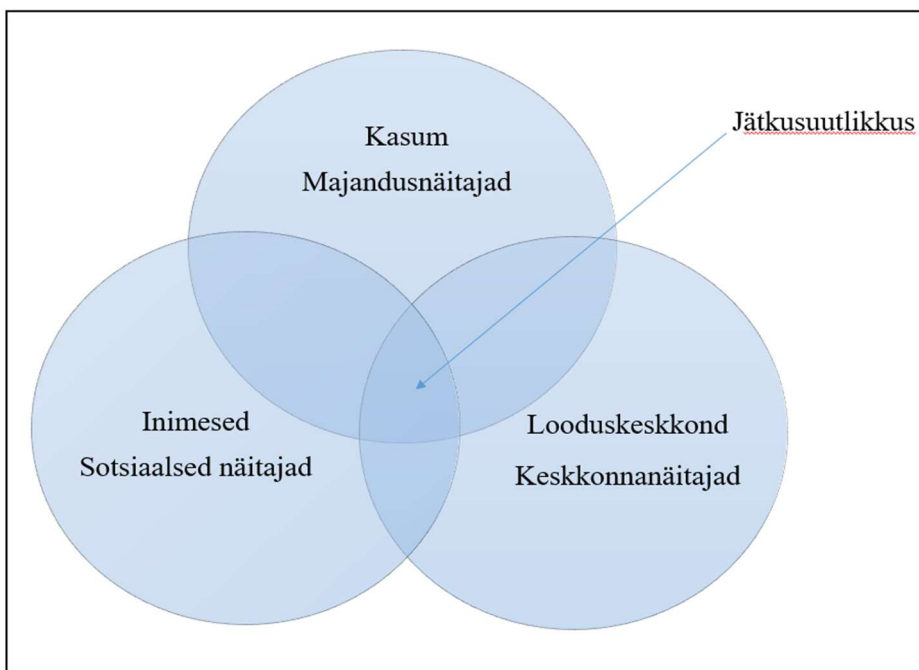 Kasum
Majandusnäitajad
Jätkusuutlikkus
Inimesed
Sotsiaalsed näitajad
Looduskeskkond
Keskkonnanäitajad